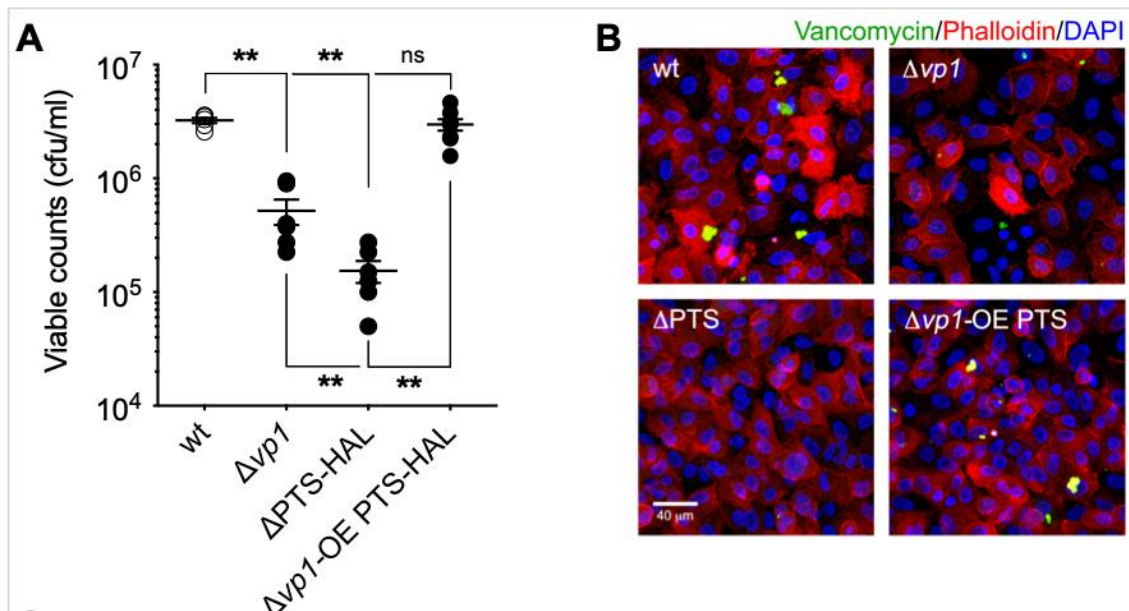 A
B
Vancomycin/Phalloidin/DAPI
** ** ns
10⁷
10⁶
10⁵
10⁴
Viable counts (cfu/ml)
** **
wt
Δvp1
ΔPTS-HAL
Δvp1-OE PTS-HAL
wt
Δvp1
ΔPTS
Δvp1-OE PTS
40 μm